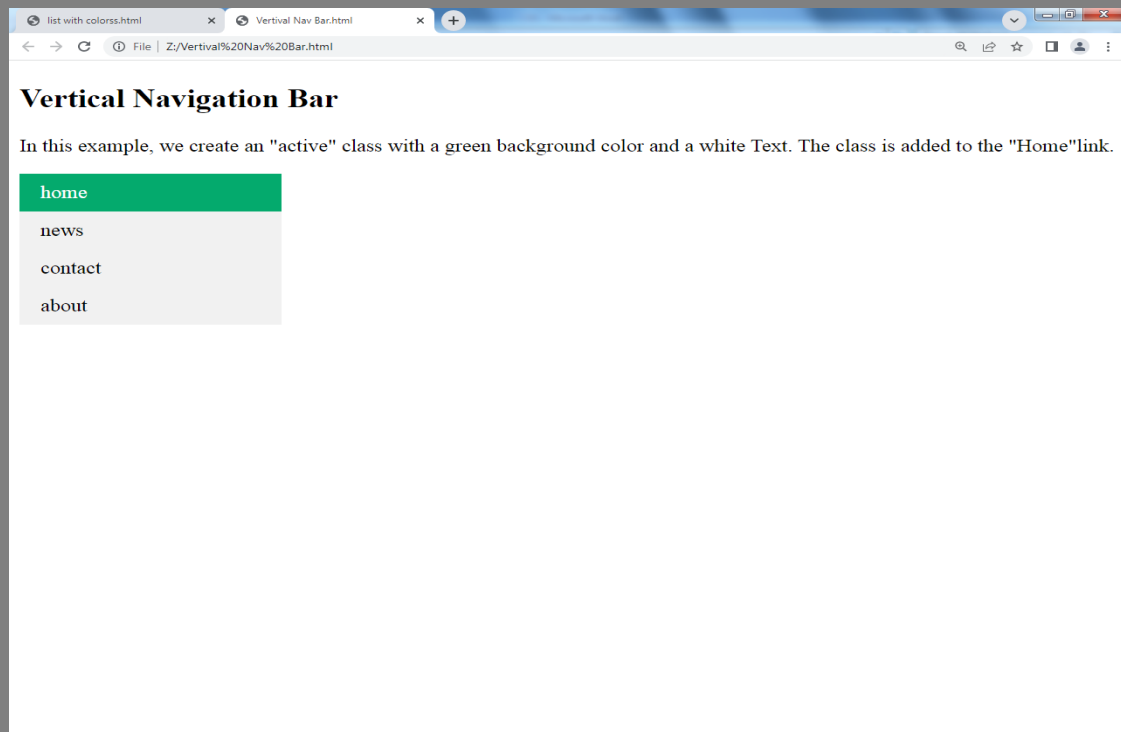 list with colorss.html
Vertival Nav Bar.html
File
Z:/Vertival%20Nav%20Bar.html
Vertical Navigation Bar
In this example, we create an "active" class with a green background color and a white Text. The class is added to the "Home"link.
home
news
contact
about